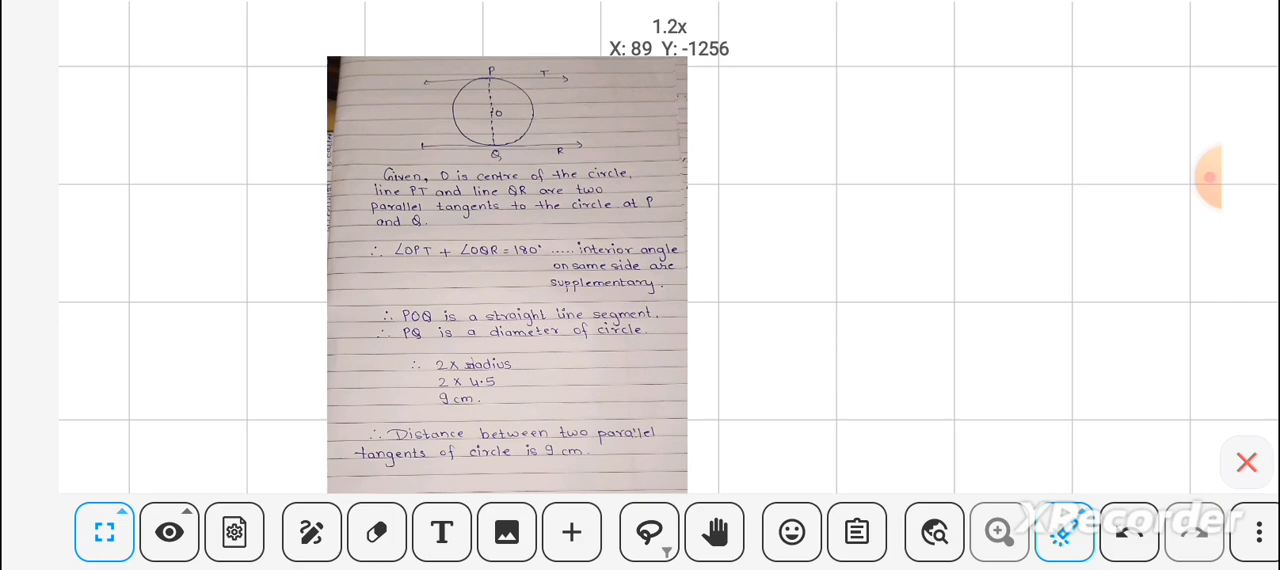 1.2x
X: 89 Y: -1256
P
T
O
Q
R
Given, O is centre of the circle,
line PT and line QR are two
parallel tangents to the circle at P
and Q.
∴ ∠OPT + ∠OQR = 180° ..... interior angle
on same side are
supplementary.
∴ POQ is a straight line segment.
∴ PQ is a diameter of circle.
∴ 2 × radius
2 × 4.5
9 cm.
∴ Distance between two parallel
tangents of circle is 9 cm.
XRecorder
T